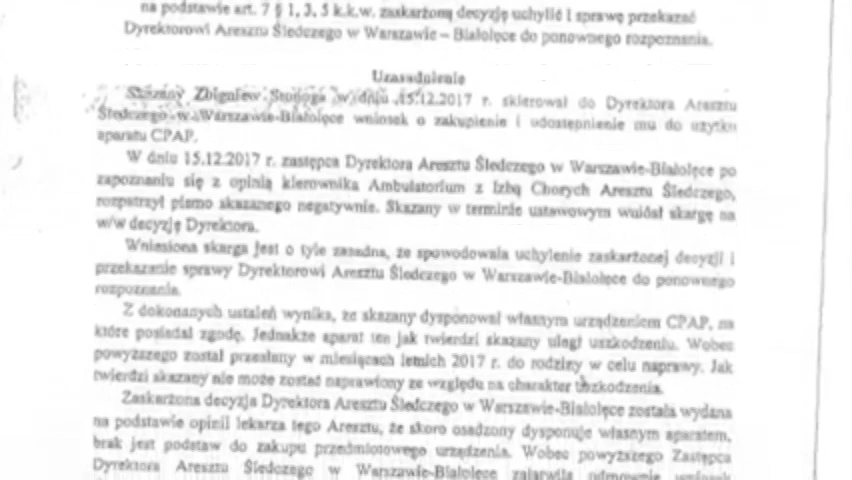 na podstawie art. 7 § 1, 3, 5 k.k.w. zaskarżoną decyzję uchylić i sprawę przekazać
Dyrektorowi Aresztu Śledczego w Warszawie – Białołęce do ponownego rozpoznania.
Uzasadnienie
Skazany Zbigniew Stonoga w dniu 15.12.2017 r. skierował do Dyrektora Aresztu
Śledczego w Warszawie-Białołęce wniosek o zakupienie i udostępnienie mu do użytku
aparatu CPAP.
W dniu 15.12.2017 r. zastępca Dyrektora Aresztu Śledczego w Warszawie-Białołęce po
zapoznaniu się z opinią kierownika Ambulatorium z Izbą Chorych Aresztu Śledczego,
rozpatrzył pismo skazanego negatywnie. Skazany w terminie ustawowym wniósł skargę na
w/w decyzję Dyrektora.
Wniesiona skarga jest o tyle zasadna, że spowodowała uchylenie zaskarżonej decyzji i
przekazanie sprawy Dyrektorowi Aresztu Śledczego w Warszawie-Białołęce do ponownego
rozpoznania.
Z dokonanych ustaleń wynika, że skazany dysponował własnym urządzeniem CPAP, na
które posiadał zgodę. Jednakże aparat ten jak twierdzi skazany uległ uszkodzeniu. Wobec
powyższego został przesłany w miesiącach letnich 2017 r. do rodziny w celu naprawy. Jak
twierdzi skazany nie może zostać naprawiony ze względu na charakter uszkodzenia.
Zaskarżona decyzja Dyrektora Aresztu Śledczego w Warszawie-Białołęce została wydana
na podstawie opinii lekarza tego Aresztu, że skoro osadzony dysponuje własnym aparatem,
brak jest podstaw do zakupu przedmiotowego urządzenia. Wobec powyższego Zastępca
Dyrektora Aresztu Śledczego w Warszawie-Białołęce załatwiła odmownie wniosek